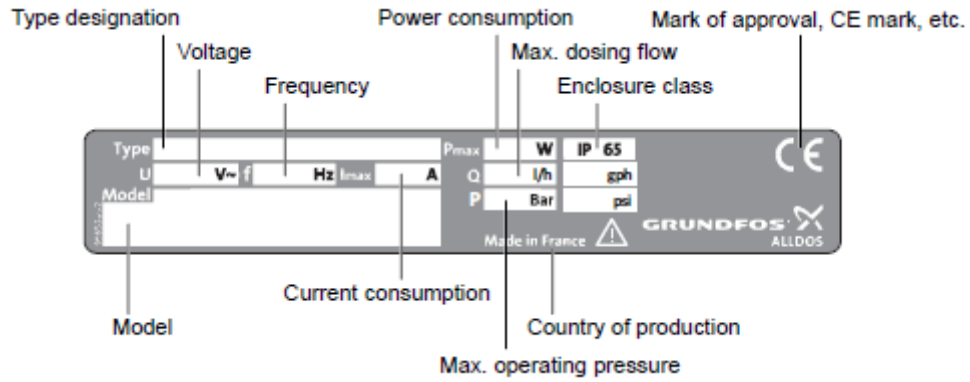 Type designation
Power consumption
Mark of approval, CE mark, etc.
Voltage
Max. dosing flow
Frequency
Enclosure class
Type
Pmax W IP 65
CE
U V~ f Hz Imax A Q l/h gph
Model P Bar psi
GRUNDFOS
Made in France
ALLDOS
Current consumption
Model
Country of production
Max. operating pressure